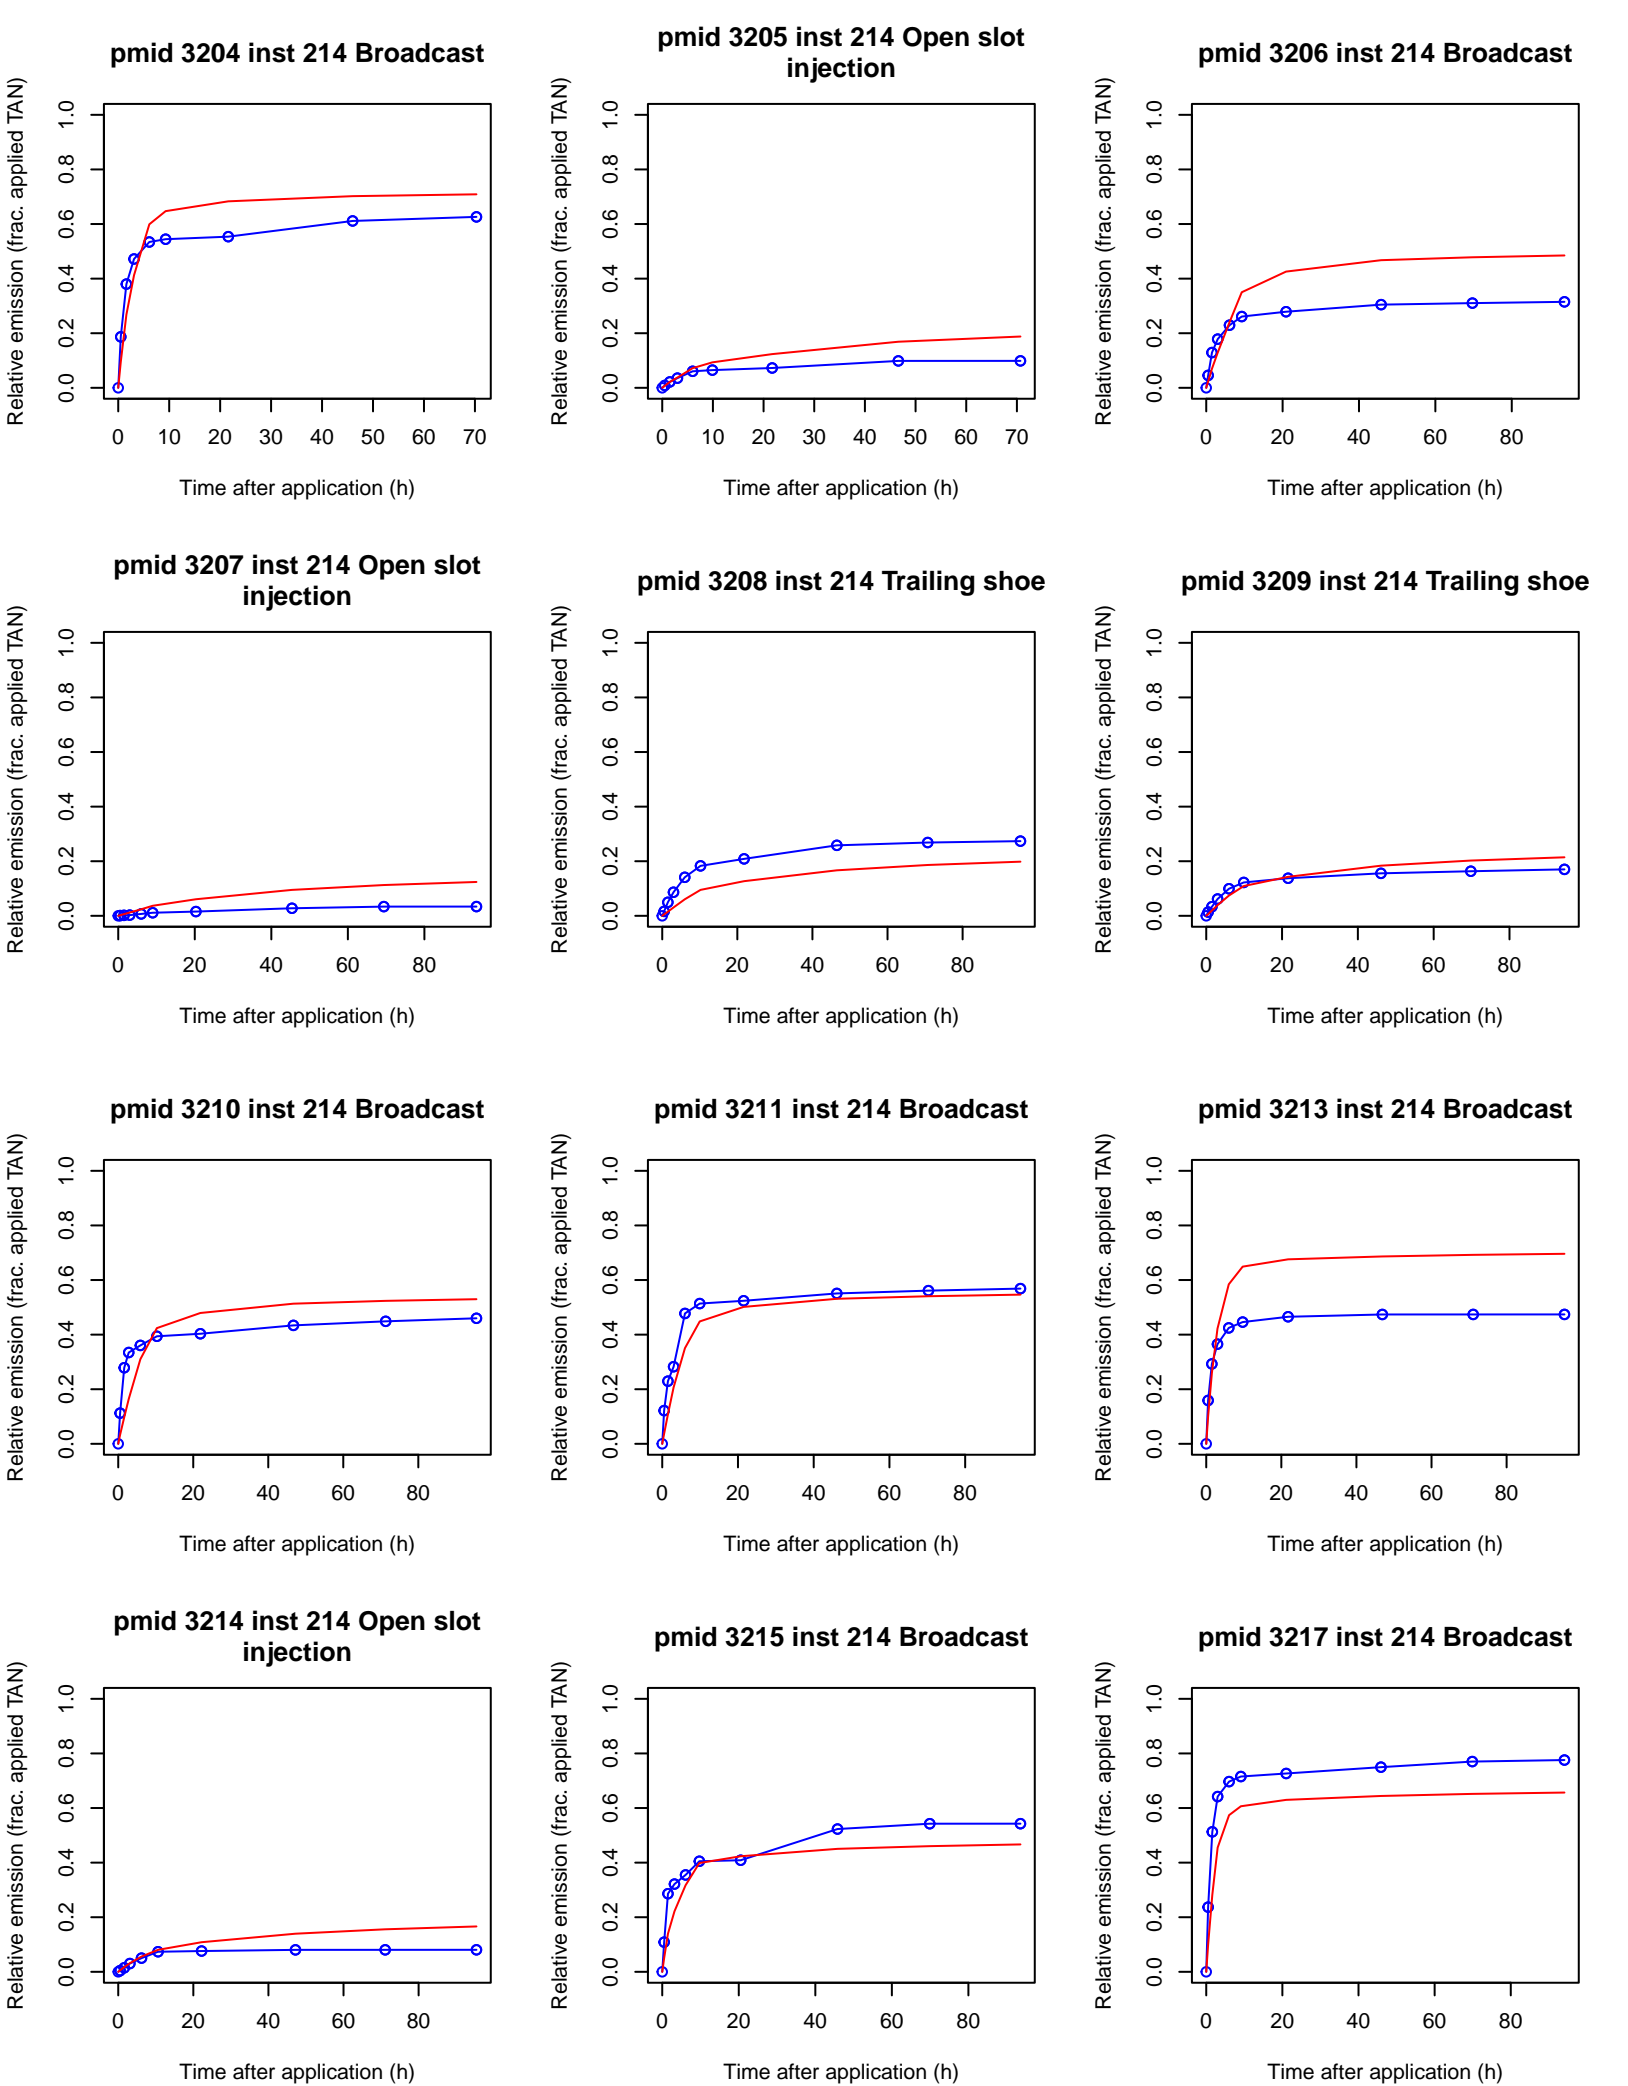 pmid 3204 inst 214 Broadcast
Relative emission (frac. applied TAN)
1.0
0.8
0.6
0.4
0.2
0.0
0 10 20 30 40 50 60 70
Time after application (h)
pmid 3205 inst 214 Open slot
injection
Relative emission (frac. applied TAN)
1.0
0.8
0.6
0.4
0.2
0.0
0 10 20 30 40 50 60 70
Time after application (h)
pmid 3206 inst 214 Broadcast
Relative emission (frac. applied TAN)
1.0
0.8
0.6
0.4
0.2
0.0
0 20 40 60 80
Time after application (h)
pmid 3207 inst 214 Open slot
injection
Relative emission (frac. applied TAN)
1.0
0.8
0.6
0.4
0.2
0.0
0 20 40 60 80
Time after application (h)
pmid 3208 inst 214 Trailing shoe
Relative emission (frac. applied TAN)
1.0
0.8
0.6
0.4
0.2
0.0
0 20 40 60 80
Time after application (h)
pmid 3209 inst 214 Trailing shoe
Relative emission (frac. applied TAN)
1.0
0.8
0.6
0.4
0.2
0.0
0 20 40 60 80
Time after application (h)
pmid 3210 inst 214 Broadcast
Relative emission (frac. applied TAN)
1.0
0.8
0.6
0.4
0.2
0.0
0 20 40 60 80
Time after application (h)
pmid 3211 inst 214 Broadcast
Relative emission (frac. applied TAN)
1.0
0.8
0.6
0.4
0.2
0.0
0 20 40 60 80
Time after application (h)
pmid 3213 inst 214 Broadcast
Relative emission (frac. applied TAN)
1.0
0.8
0.6
0.4
0.2
0.0
0 20 40 60 80
Time after application (h)
pmid 3214 inst 214 Open slot
injection
Relative emission (frac. applied TAN)
1.0
0.8
0.6
0.4
0.2
0.0
0 20 40 60 80
Time after application (h)
pmid 3215 inst 214 Broadcast
Relative emission (frac. applied TAN)
1.0
0.8
0.6
0.4
0.2
0.0
0 20 40 60 80
Time after application (h)
pmid 3217 inst 214 Broadcast
Relative emission (frac. applied TAN)
1.0
0.8
0.6
0.4
0.2
0.0
0 20 40 60 80
Time after application (h)